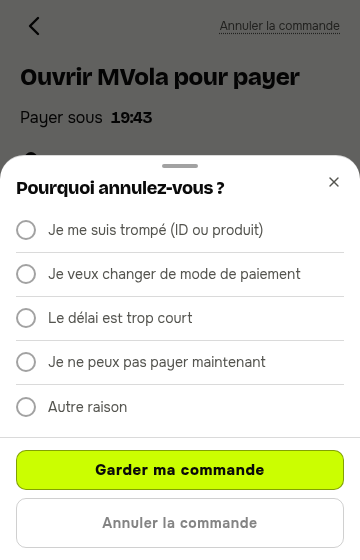 Annuler la commande
Ouvrir MVola pour payer
Payer sous 19:43
Pourquoi annulez-vous ?
Je me suis trompé (ID ou produit)
Je veux changer de mode de paiement
Le délai est trop court
Je ne peux pas payer maintenant
Autre raison
Garder ma commande
Annuler la commande